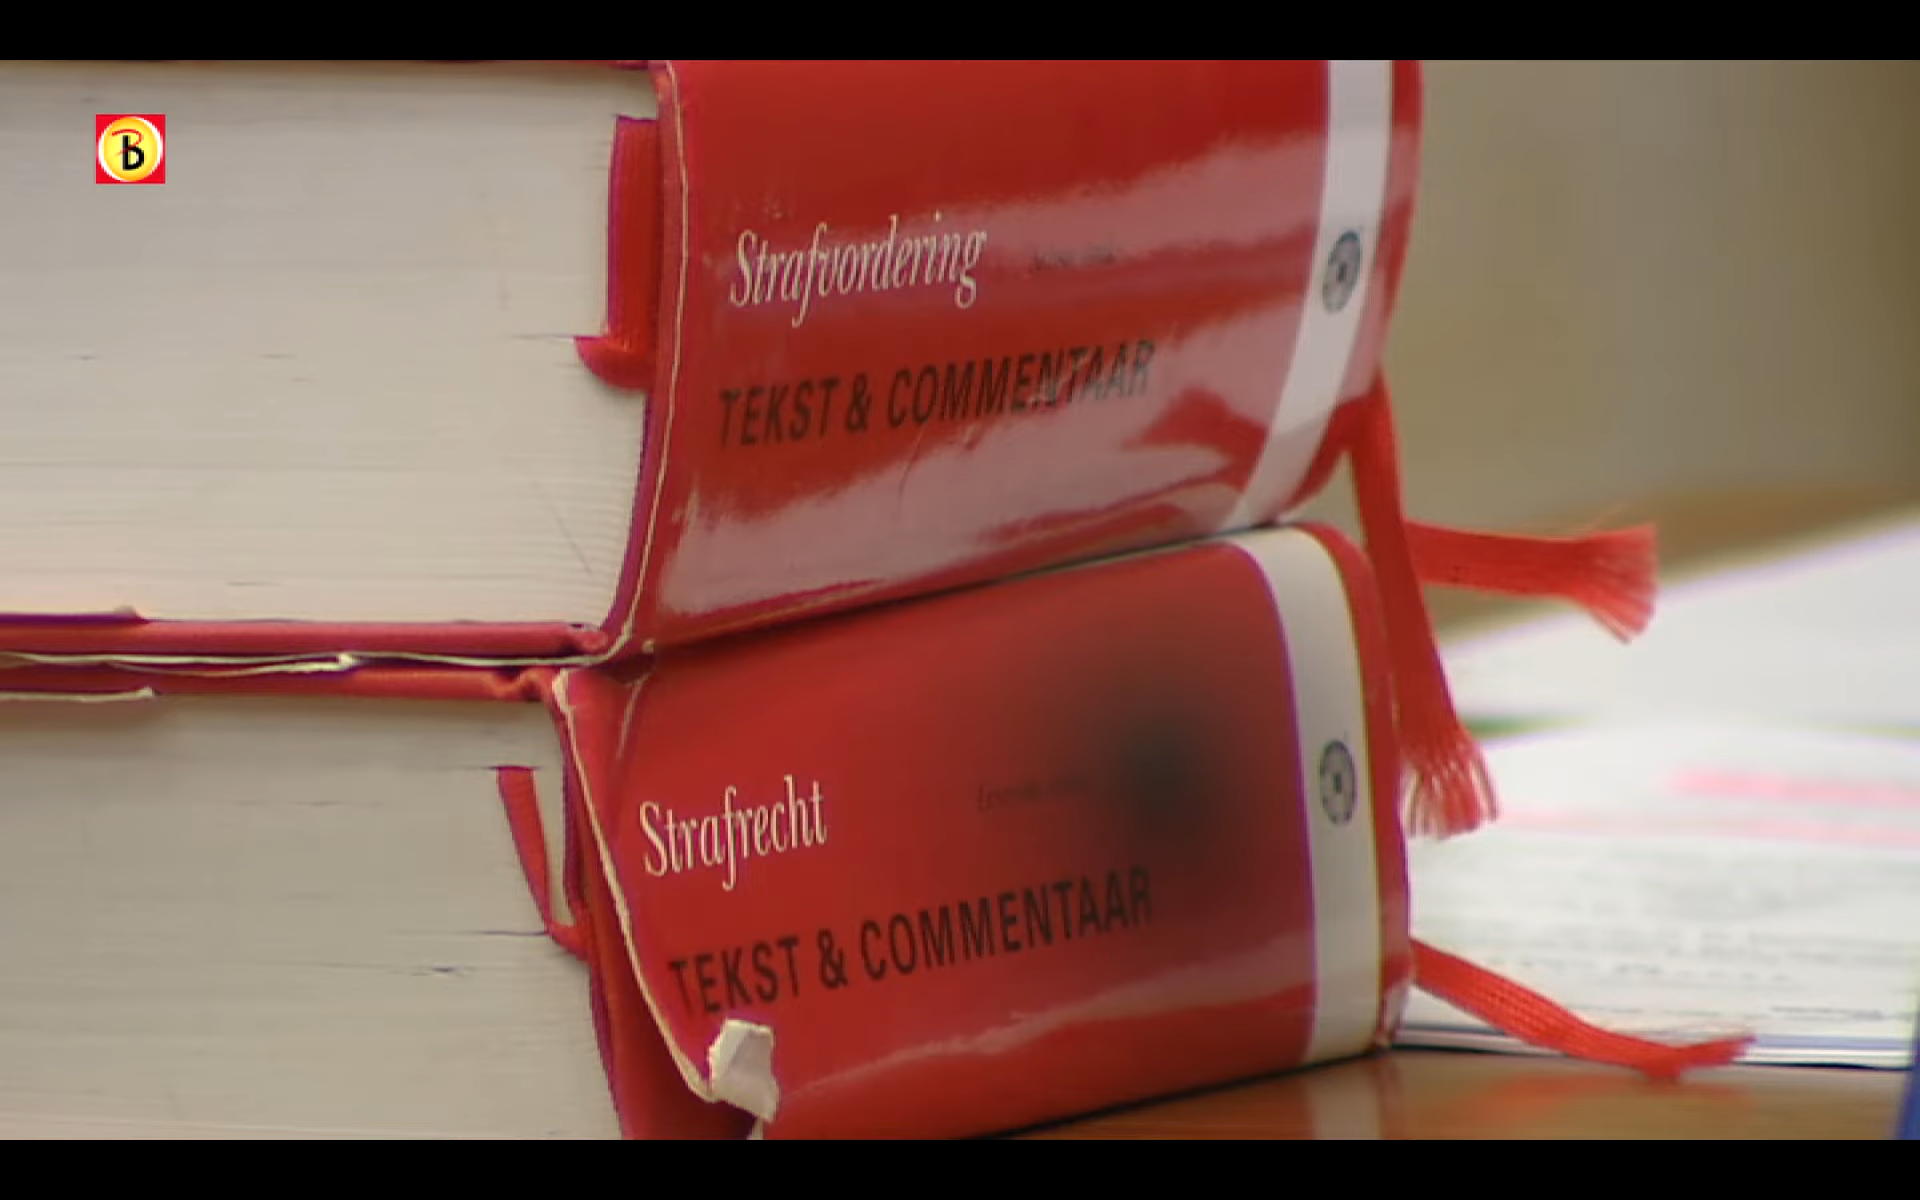 B
Strafvordering
TEKST & COMMENTAAR
Strafrecht
TEKST & COMMENTAAR